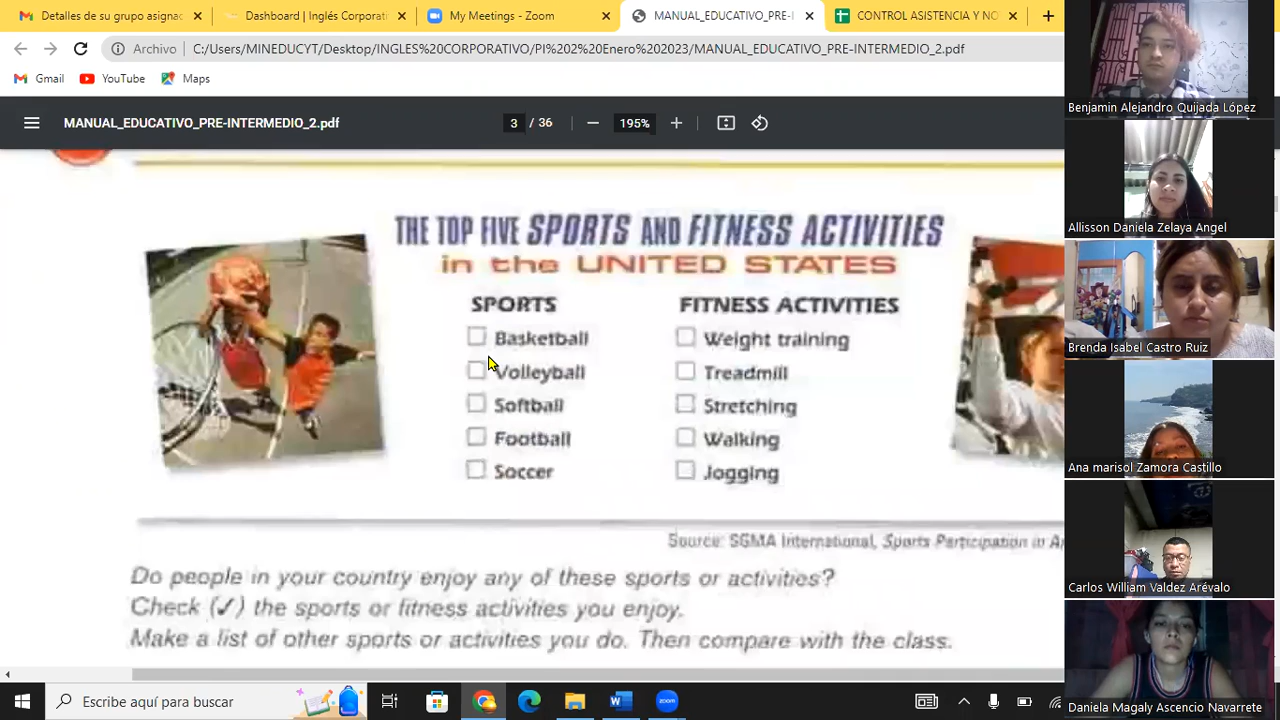 Detalles de su grupo asignad
Dashboard | Inglés Corporati
My Meetings - Zoom
MANUAL_EDUCATIVO_PRE-I
CONTROL ASISTENCIA Y NO
Archivo
C:/Users/MINEDUCYT/Desktop/INGLES%20CORPORATIVO/PI%202%20Enero%202023/MANUAL_EDUCATIVO_PRE-INTERMEDIO_2.pdf
Gmail
YouTube
Maps
MANUAL_EDUCATIVO_PRE-INTERMEDIO_2.pdf
3 / 36
195%
THE TOP FIVE SPORTS AND FITNESS ACTIVITIES
in the UNITED STATES
SPORTS
Basketball
Volleyball
Softball
Football
Soccer
FITNESS ACTIVITIES
Weight training
Treadmill
Stretching
Walking
Jogging
Source: SGMA International, Sports Participation in
Do people in your country enjoy any of these sports or activities?
Check (✓) the sports or fitness activities you enjoy.
Make a list of other sports or activities you do. Then compare with the class.
Benjamin Alejandro Quijada López
Allisson Daniela Zelaya Angel
Brenda Isabel Castro Ruiz
Ana marisol Zamora Castillo
Carlos William Valdez Arévalo
Daniela Magaly Ascencio Navarrete
Escribe aquí para buscar
zoom